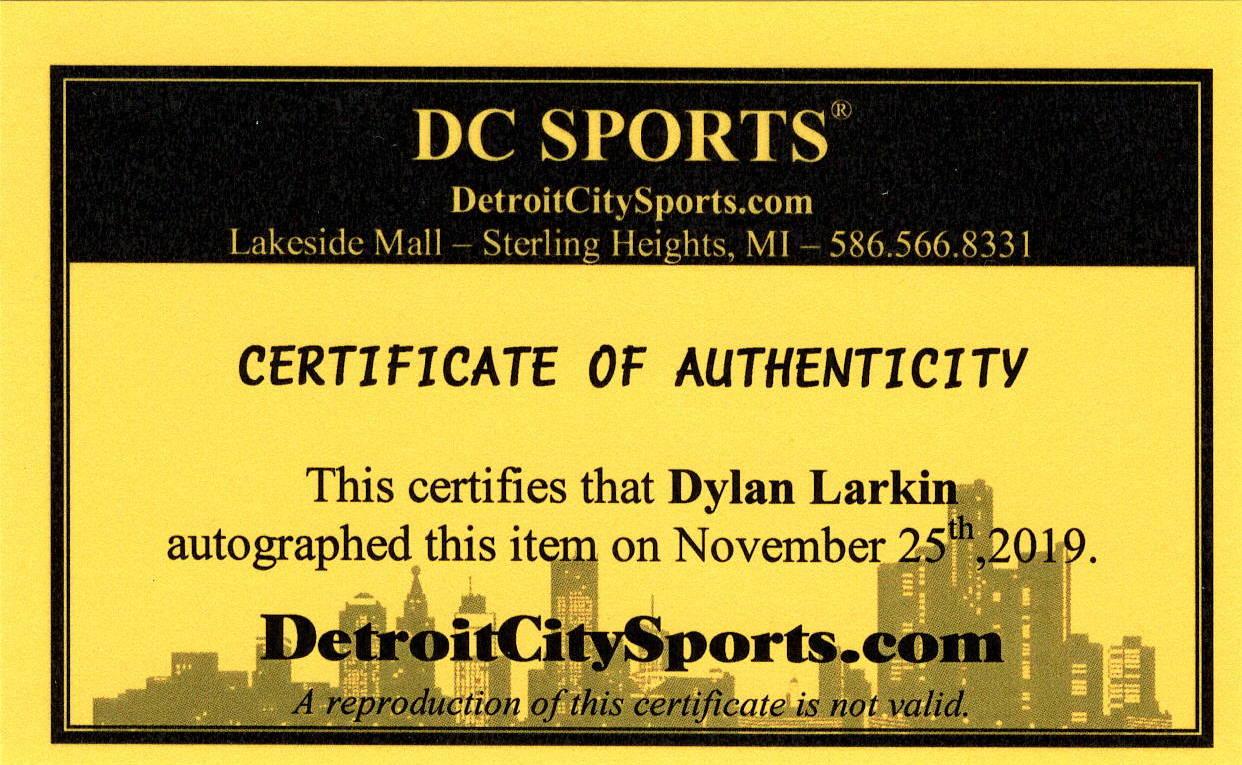 DC SPORTS®
DetroitCitySports.com
Lakeside Mall – Sterling Heights, MI – 586.566.8331
CERTIFICATE OF AUTHENTICITY
This certifies that Dylan Larkin
autographed this item on November 25th,2019.
DetroitCitySports.com
A reproduction of this certificate is not valid.